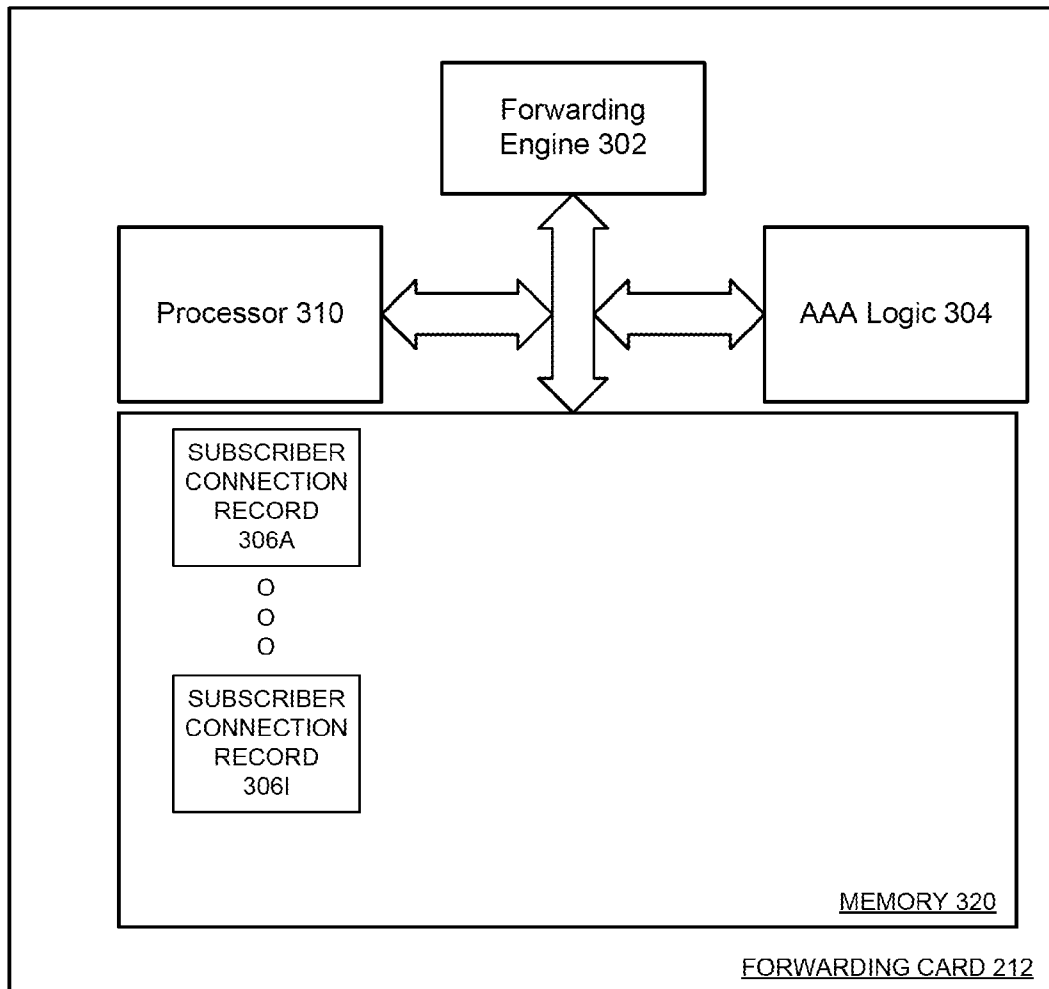 Forwarding
Engine 302
Processor 310
AAA Logic 304
SUBSCRIBER
CONNECTION
RECORD
306A
O
O
O
SUBSCRIBER
CONNECTION
RECORD
306I
MEMORY 320
FORWARDING CARD 212